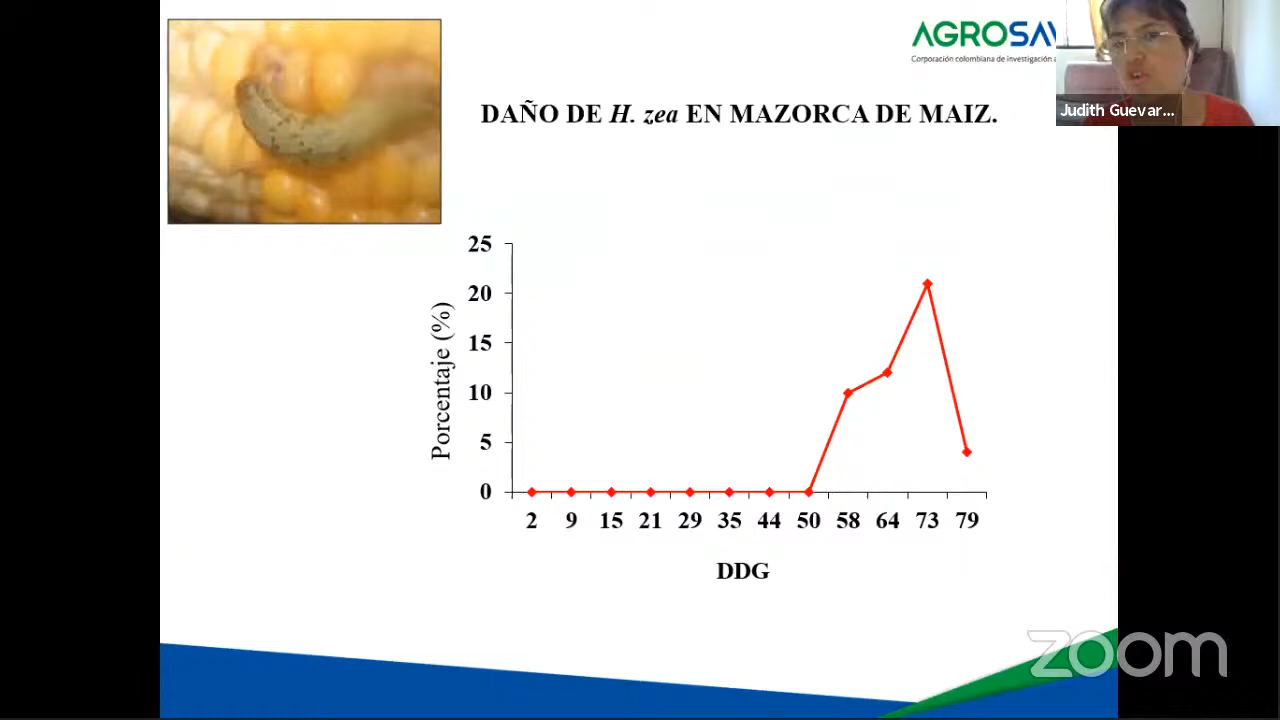 AGROSAV
Corporación colombiana de investigación a
Judith Guevar...
DAÑO DE H. zea EN MAZORCA DE MAIZ.
Porcentaje (%)
25
20
15
10
5
0
2 9 15 21 29 35 44 50 58 64 73 79
DDG
zoom